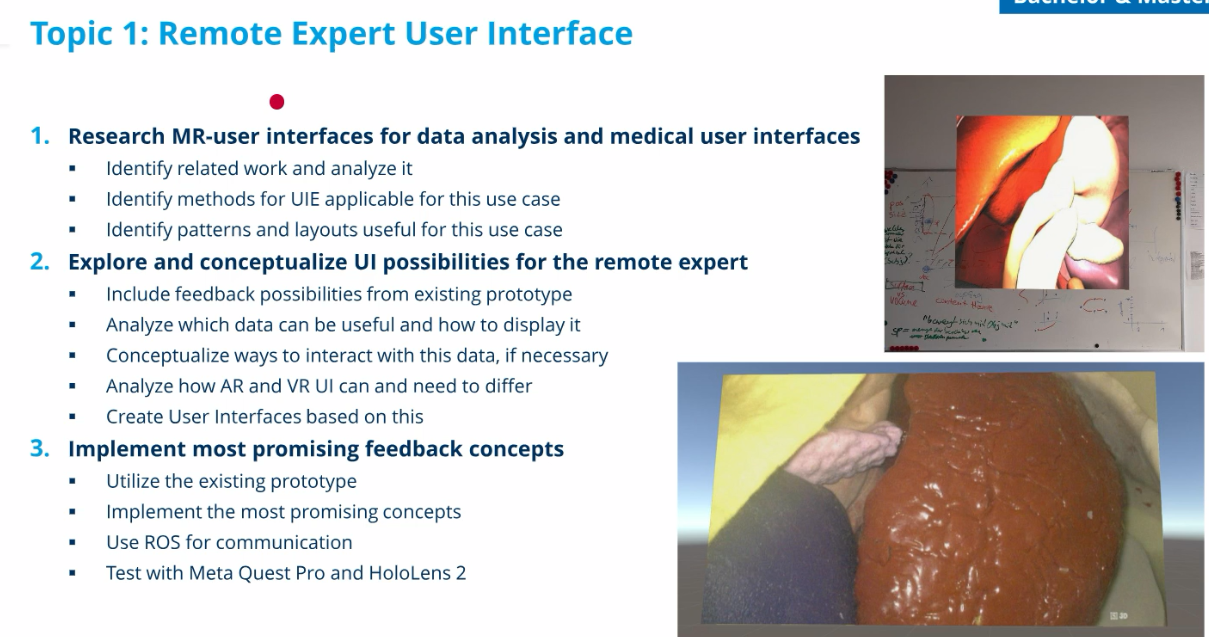 Bachelor & Master
Topic 1: Remote Expert User Interface
1. Research MR-user interfaces for data analysis and medical user interfaces
▪ Identify related work and analyze it
▪ Identify methods for UIE applicable for this use case
▪ Identify patterns and layouts useful for this use case
2. Explore and conceptualize UI possibilities for the remote expert
▪ Include feedback possibilities from existing prototype
▪ Analyze which data can be useful and how to display it
▪ Conceptualize ways to interact with this data, if necessary
▪ Analyze how AR and VR UI can and need to differ
▪ Create User Interfaces based on this
3. Implement most promising feedback concepts
▪ Utilize the existing prototype
▪ Implement the most promising concepts
▪ Use ROS for communication
▪ Test with Meta Quest Pro and HoloLens 2